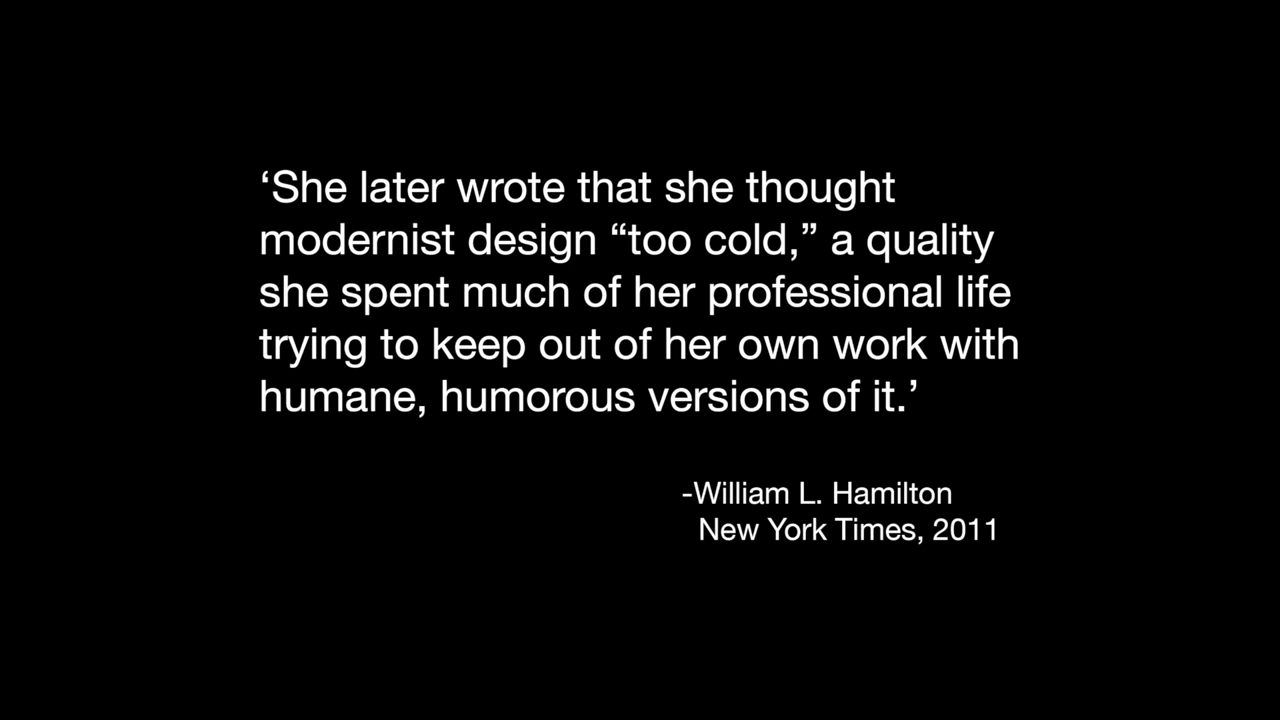 ‘She later wrote that she thought
modernist design “too cold,” a quality
she spent much of her professional life
trying to keep out of her own work with
humane, humorous versions of it.’
-William L. Hamilton
New York Times, 2011